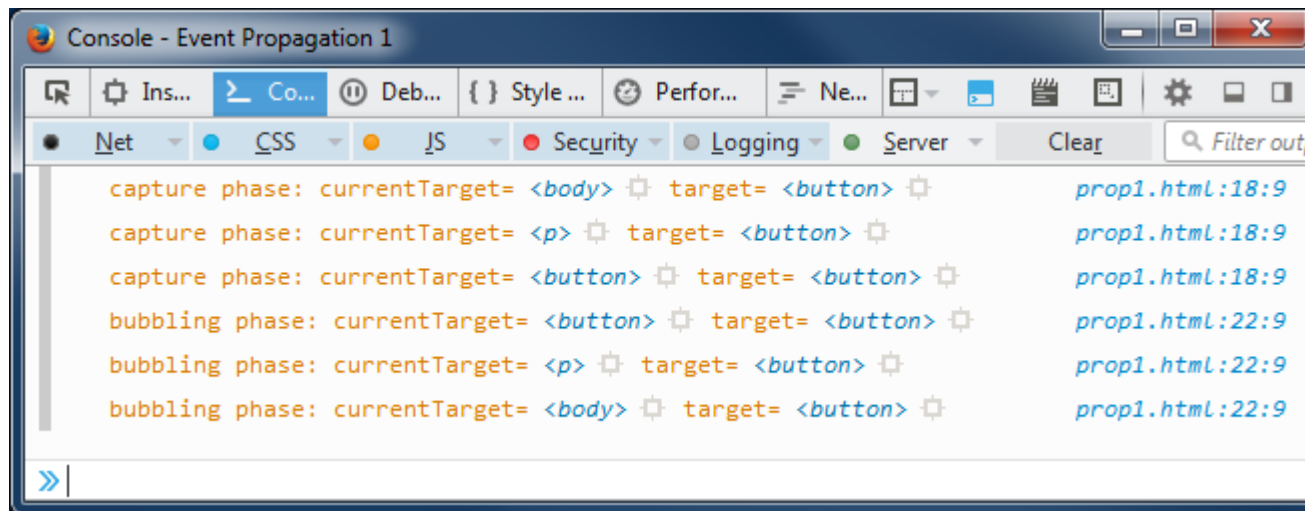 Console - Event Propagation 1
Ins... Co... Deb... { } Style ... Perfor... Ne...
Net CSS JS Security Logging Server Clear Filter out
capture phase: currentTarget= <body> target= <button> prop1.html:18:9
capture phase: currentTarget= <p> target= <button> prop1.html:18:9
capture phase: currentTarget= <button> target= <button> prop1.html:18:9
bubbling phase: currentTarget= <button> target= <button> prop1.html:22:9
bubbling phase: currentTarget= <p> target= <button> prop1.html:22:9
bubbling phase: currentTarget= <body> target= <button> prop1.html:22:9